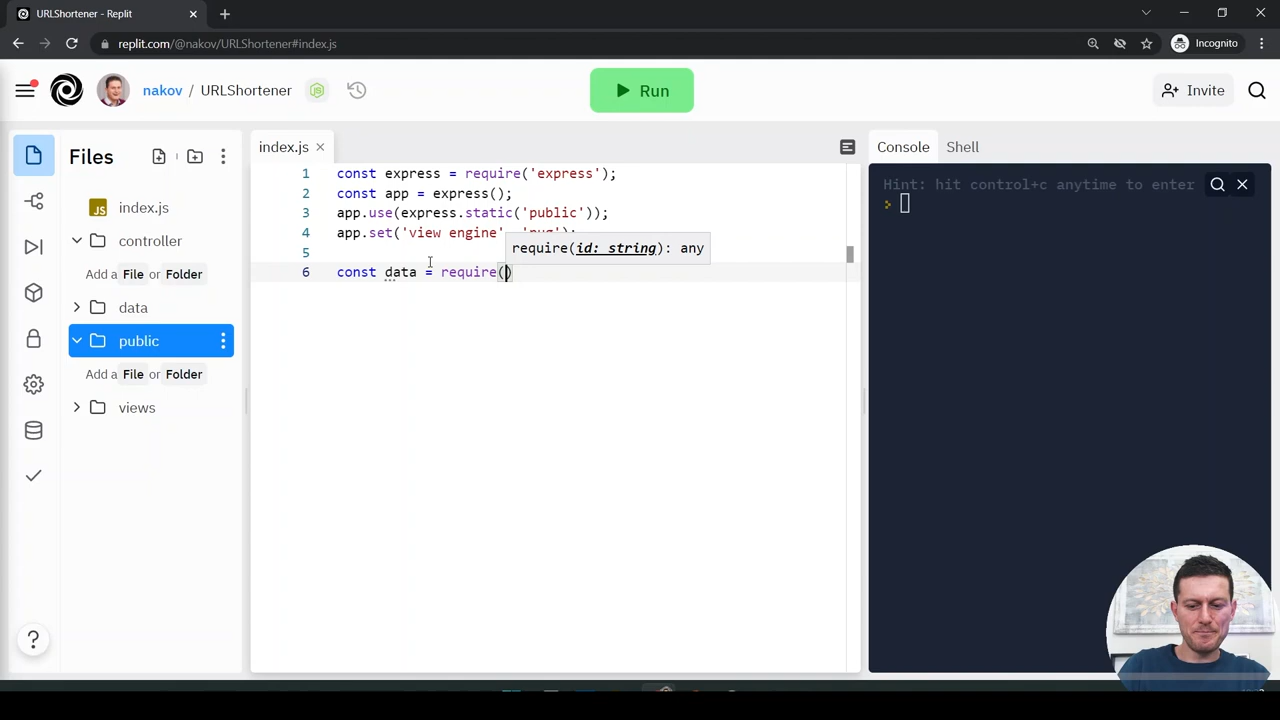 URLShortener - Replit
replit.com/@nakov/URLShortener#index.js
Incognito
nakov / URLShortener
Run
Invite
Files
index.js
controller
Add a File or Folder
data
public
Add a File or Folder
views
?
index.js
1 const express = require('express');
2 const app = express();
3 app.use(express.static('public'));
4 app.set('view engine'
require(id: string): any
5
6 const data = require()
Console
Shell
Hint: hit control+c anytime to enter